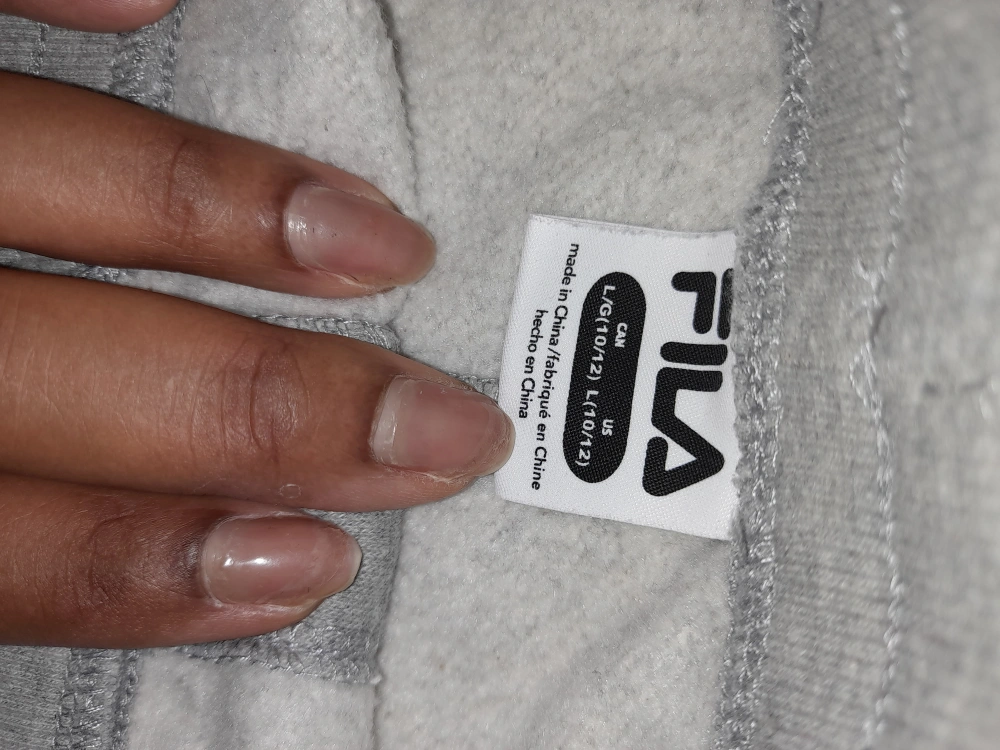 FILA
CAN US
L/G(10/12) L(10/12)
made in China/fabriqué en Chine
hecho en China